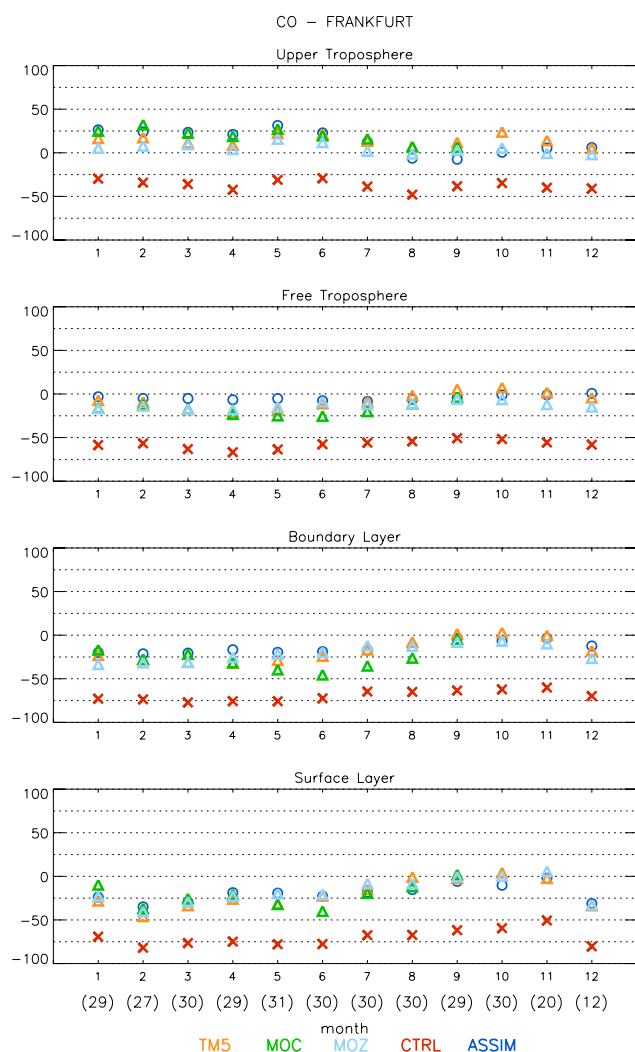 CO – FRANKFURT
Upper Troposphere
100
50
0
−50
−100
1 2 3 4 5 6 7 8 9 10 11 12
Free Troposphere
100
50
0
−50
−100
1 2 3 4 5 6 7 8 9 10 11 12
Boundary Layer
100
50
0
−50
−100
1 2 3 4 5 6 7 8 9 10 11 12
Surface Layer
100
50
0
−50
−100
1 2 3 4 5 6 7 8 9 10 11 12
(29) (27) (30) (29) (31) (30) (30) (30) (29) (30) (20) (12)
month
TM5 MOC MOZ CTRL ASSIM